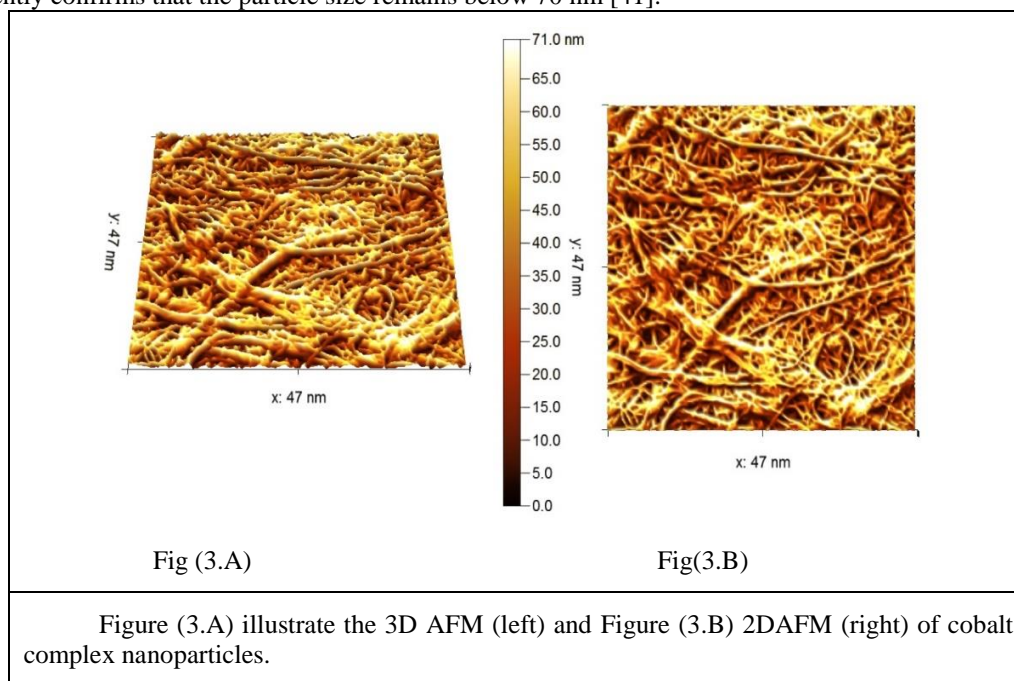 ently confirms that the particle size remains below 70 nm [41].
71.0 nm
65.0
60.0
55.0
50.0
45.0
40.0
35.0
30.0
25.0
20.0
15.0
10.0
5.0
0.0
y: 47 nm
x: 47 nm
y: 47 nm
x: 47 nm
Fig (3.A)
Fig(3.B)
Figure (3.A) illustrate the 3D AFM (left) and Figure (3.B) 2DAFM (right) of cobalt
complex nanoparticles.